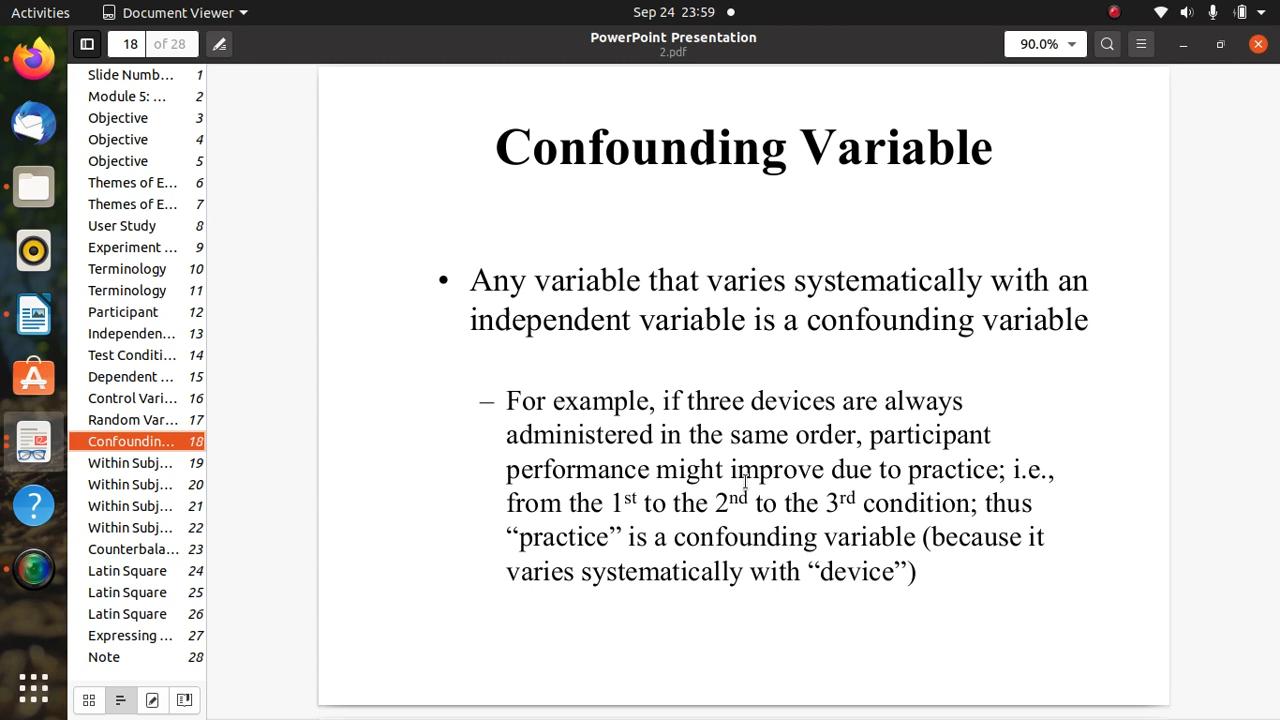 Activities
Document Viewer
Sep 24 23:59
18
of 28
PowerPoint Presentation
2.pdf
90.0%
Slide Numb... 1
Module 5: ... 2
Objective 3
Objective 4
Objective 5
Themes of E... 6
Themes of E... 7
User Study 8
Experiment ... 9
Terminology 10
Terminology 11
Participant 12
Independen... 13
Test Conditi... 14
Dependent ... 15
Control Vari... 16
Random Var... 17
Confoundin... 18
Within Subj... 19
Within Subj... 20
Within Subj... 21
Within Subj... 22
Counterbala... 23
Latin Square 24
Latin Square 25
Latin Square 26
Expressing ... 27
Note 28
Confounding Variable
• Any variable that varies systematically with an
independent variable is a confounding variable
– For example, if three devices are always
administered in the same order, participant
performance might improve due to practice; i.e.,
from the 1st to the 2nd to the 3rd condition; thus
“practice” is a confounding variable (because it
varies systematically with “device”)